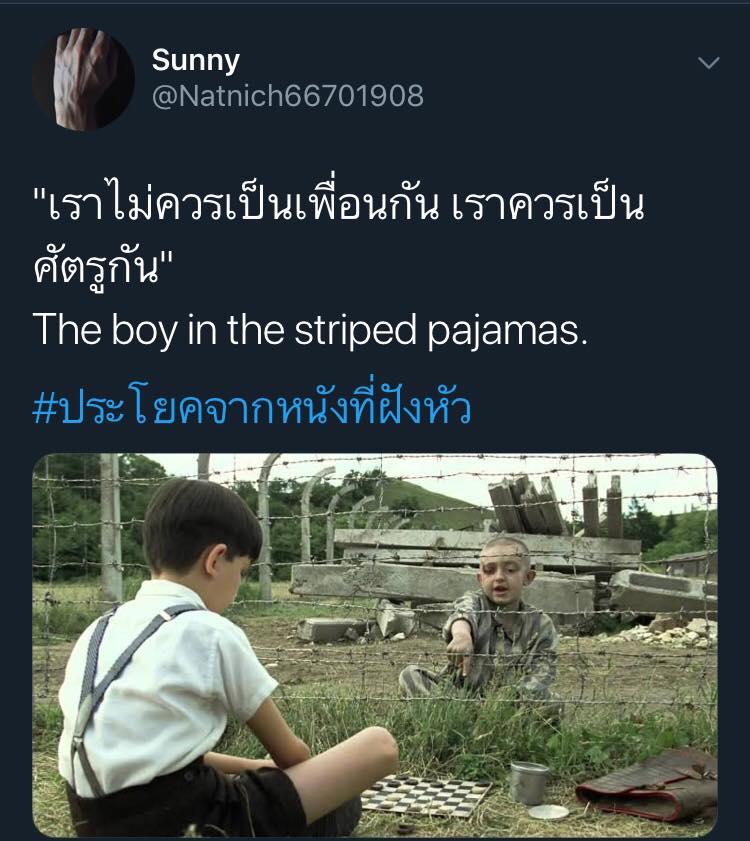 Sunny
@Natnich66701908
"เราไม่ควรเป็นเพื่อนกัน เราควรเป็น
ศัตรูกัน"
The boy in the striped pajamas.
#ประโยคจากหนังที่ฝังหัว